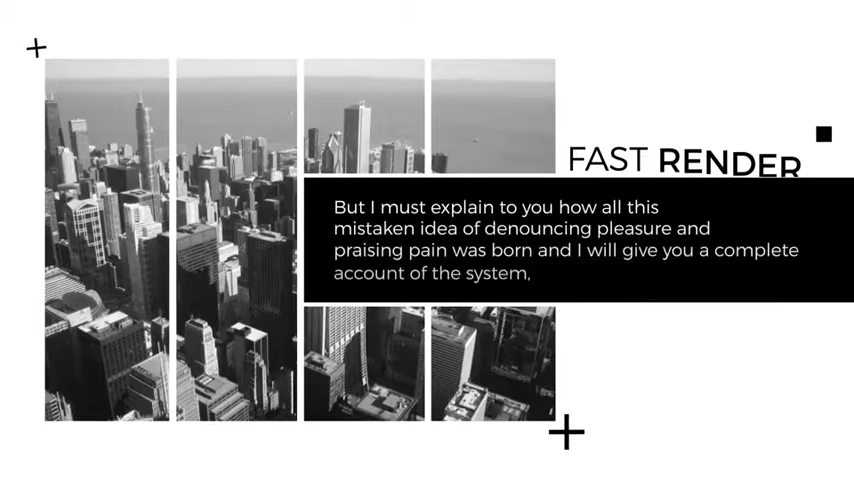 FAST RENDER
But I must explain to you how all this
mistaken idea of denouncing pleasure and
praising pain was born and I will give you a complete
account of the system,